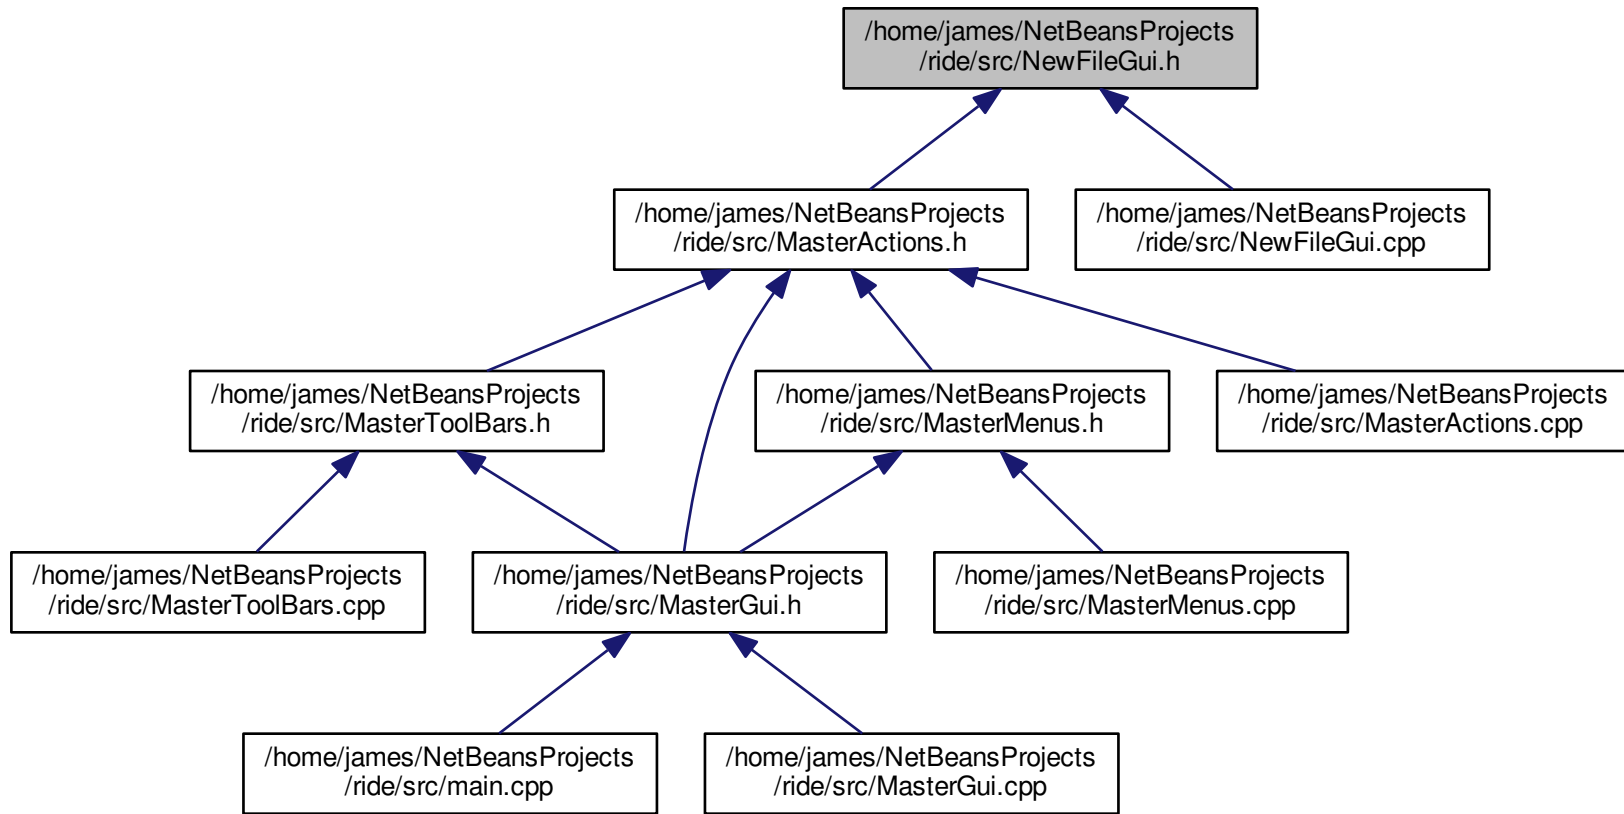 /home/james/NetBeansProjects
/ride/src/NewFileGui.h
/home/james/NetBeansProjects
/ride/src/MasterActions.h
/home/james/NetBeansProjects
/ride/src/NewFileGui.cpp
/home/james/NetBeansProjects
/ride/src/MasterToolBars.h
/home/james/NetBeansProjects
/ride/src/MasterMenus.h
/home/james/NetBeansProjects
/ride/src/MasterActions.cpp
/home/james/NetBeansProjects
/ride/src/MasterToolBars.cpp
/home/james/NetBeansProjects
/ride/src/MasterGui.h
/home/james/NetBeansProjects
/ride/src/MasterMenus.cpp
/home/james/NetBeansProjects
/ride/src/main.cpp
/home/james/NetBeansProjects
/ride/src/MasterGui.cpp